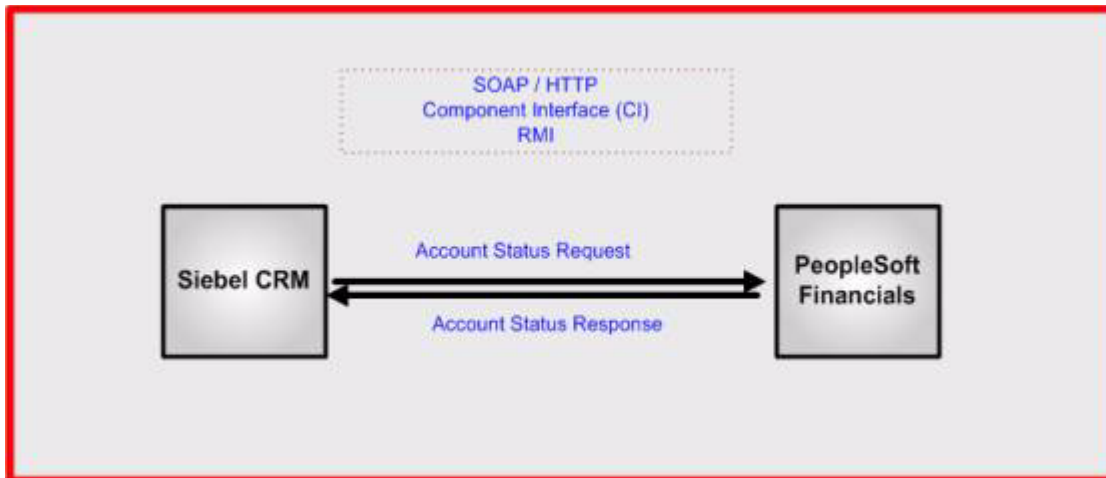 SOAP / HTTP
Component Interface (CI)
RMI
Siebel CRM
Account Status Request
Account Status Response
PeopleSoft
Financials